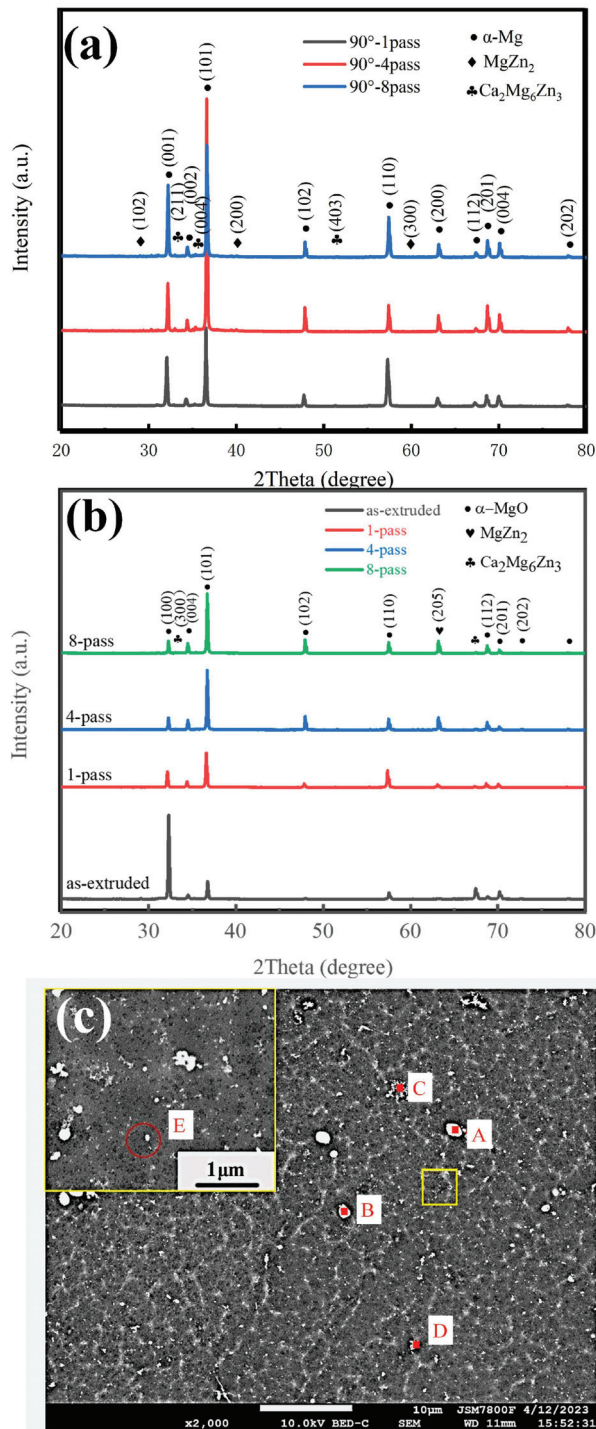 (a)
90°-1pass
90°-4pass
90°-8pass
● α-Mg
♦ MgZn₂
♣ Ca₂Mg₆Zn₃
(102)
(001)
(211)
(002)
(004)
(101)
(200)
(102)
(403)
(110)
(300)
(200)
(112)
(201)
(004)
(202)
Intensity (a.u.)
20 30 40 50 60 70 80
2Theta (degree)
(b)
as-extruded
1-pass
4-pass
8-pass
● α–MgO
♥ MgZn₂
♣ Ca₂Mg₆Zn₃
(100)
(300)
(004)
(101)
(102)
(110)
(205)
(112)
(201)
(202)
8-pass
4-pass
1-pass
as-extruded
Intensity (a.u.)
20 30 40 50 60 70 80
2Theta (degree)
(c)
E
1μm
C
A
B
D
10μm JSM7800F 4/12/2023
x2,000 10.0kV BED-C SEM WD 11mm 15:52:31